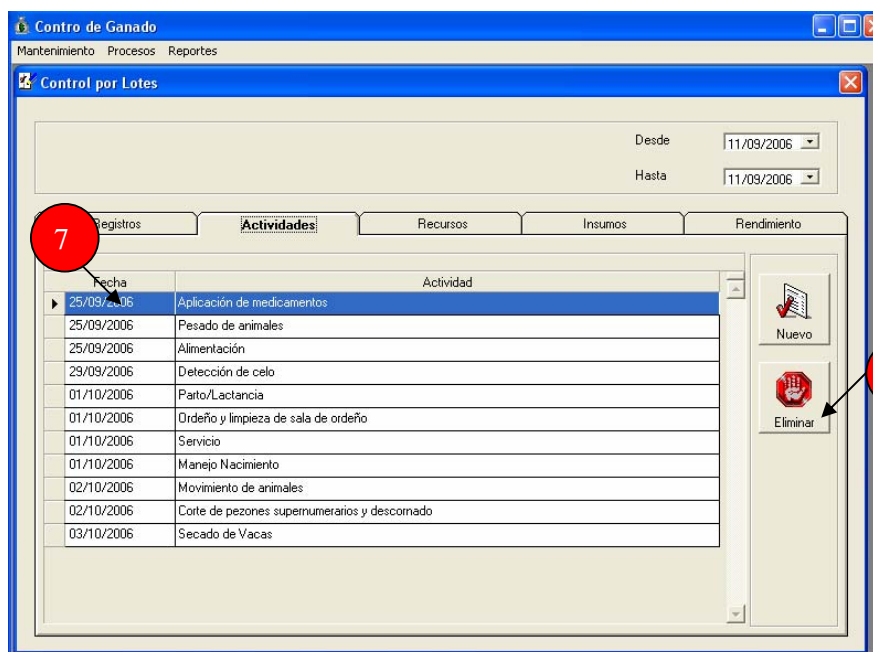 Contro de Ganado
Mantenimiento Procesos Reportes
Control por Lotes
Desde 11/09/2006
Hasta 11/09/2006
Registros Actividades Recursos Insumos Rendimiento
7
Fecha Actividad
25/09/2006 Aplicación de medicamentos
25/09/2006 Pesado de animales
25/09/2006 Alimentación
29/09/2006 Detección de celo
01/10/2006 Parto/Lactancia
01/10/2006 Ordeño y limpieza de sala de ordeño
01/10/2006 Servicio
01/10/2006 Manejo Nacimiento
02/10/2006 Movimiento de animales
02/10/2006 Corte de pezones supernumerarios y descornado
03/10/2006 Secado de Vacas
Nuevo
Eliminar